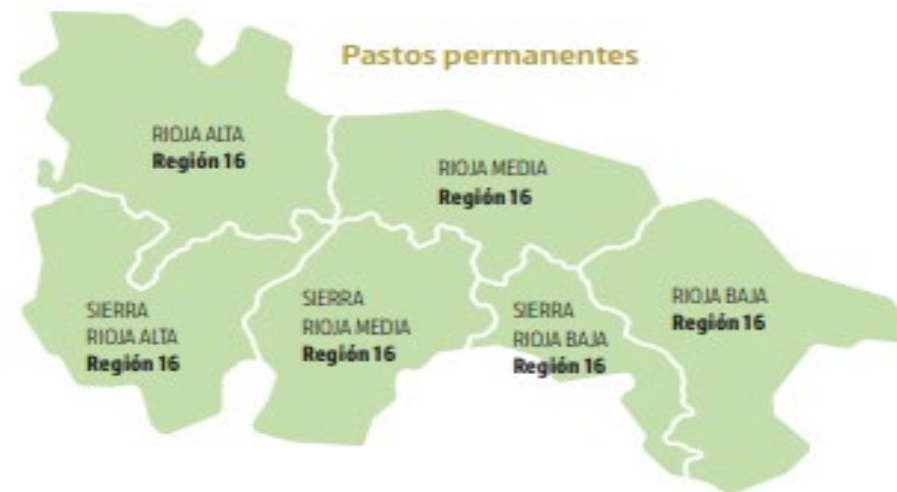 Pastos permanentes
RIOJA ALTA
Región 16
RIOJA MEDIA
Región 16
SIERRA
RIOJA ALTA
Región 16
SIERRA
RIOJA MEDIA
Región 16
SIERRA
RIOJA BAJA
Región 16
RIOJA BAJA
Región 16